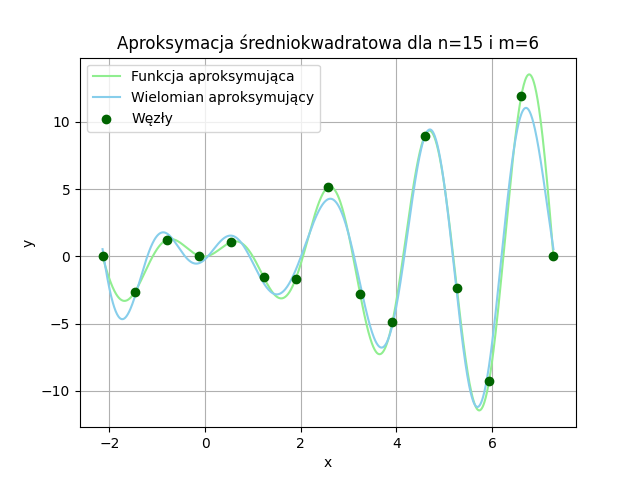 Aproksymacja średniokwadratowa dla n=15 i m=6
Funkcja aproksymująca
Wielomian aproksymujący
Węzły
10
5
0
−5
−10
y
−2
0
2
4
6
x